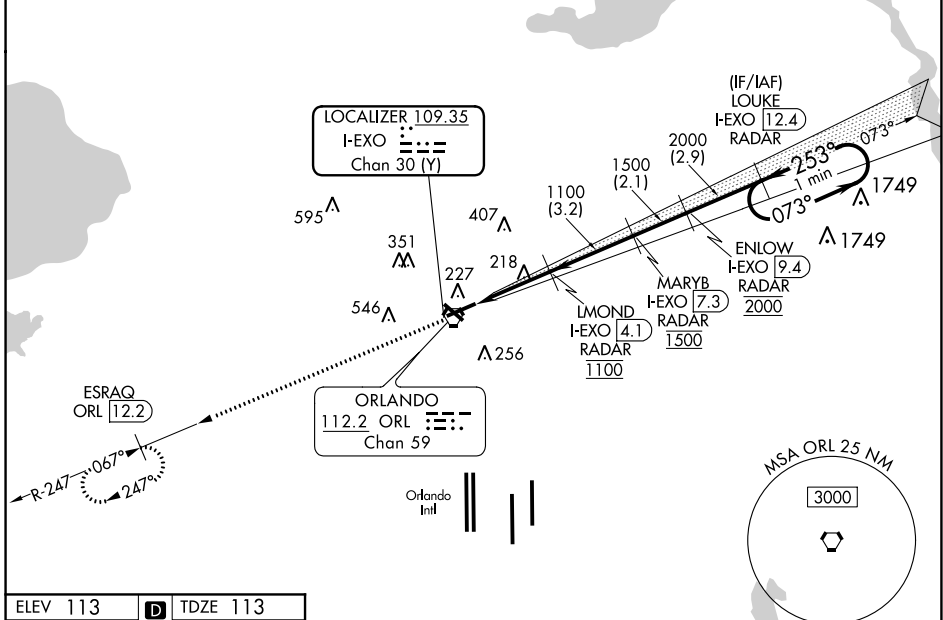 (IF/IAF)
LOUKE
I-EXO 12.4
RADAR
LOCALIZER 109.35
I-EXO
Chan 30 (Y)
2000
(2.9)
1500
(2.1)
1100
(3.2)
253°
1 min
073°
073°
1749
1749
595
407
351
218
227
546
256
ENLOW
I-EXO 9.4
RADAR
2000
MARYB
I-EXO 7.3
RADAR
1500
LMOND
I-EXO 4.1
RADAR
1100
ORLANDO
112.2 ORL
Chan 59
ESRAQ
ORL 12.2
R-247
067°
247°
Orlando
Intl
MSA ORL 25 NM
3000
ELEV 113 D TDZE 113